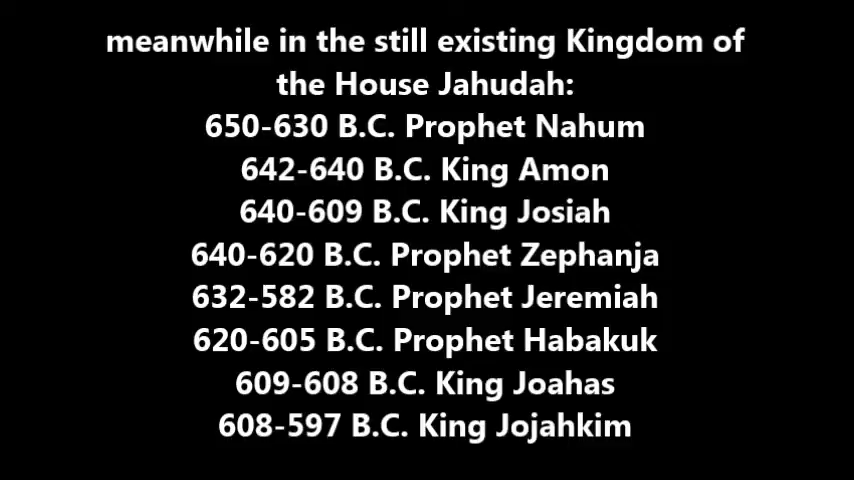 meanwhile in the still existing Kingdom of
the House Jahudah:
650-630 B.C. Prophet Nahum
642-640 B.C. King Amon
640-609 B.C. King Josiah
640-620 B.C. Prophet Zephanja
632-582 B.C. Prophet Jeremiah
620-605 B.C. Prophet Habakuk
609-608 B.C. King Joahas
608-597 B.C. King Jojahkim